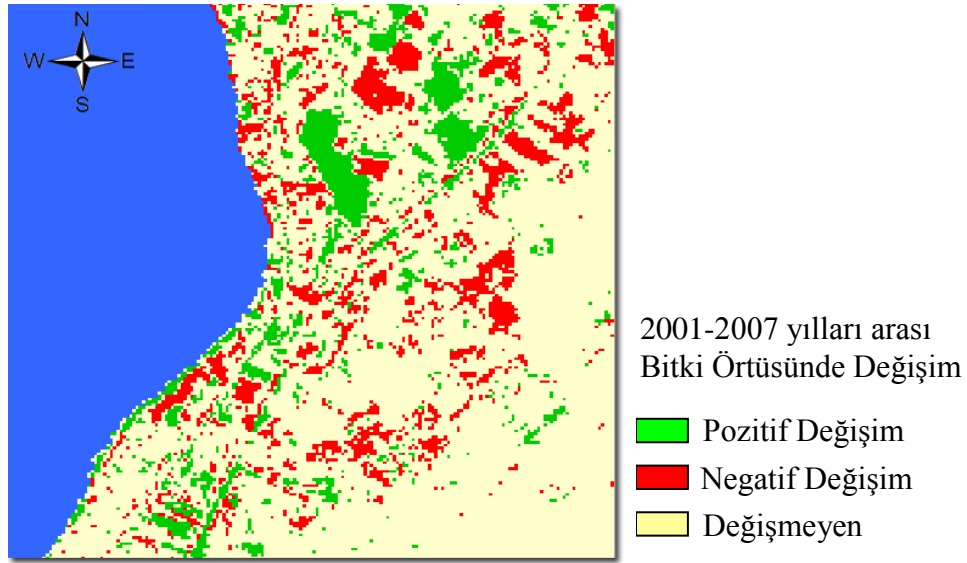 N
W E
S
2001-2007 yılları arası
Bitki Örtüsünde Değişim
Pozitif Değişim
Negatif Değişim
Değişmeyen